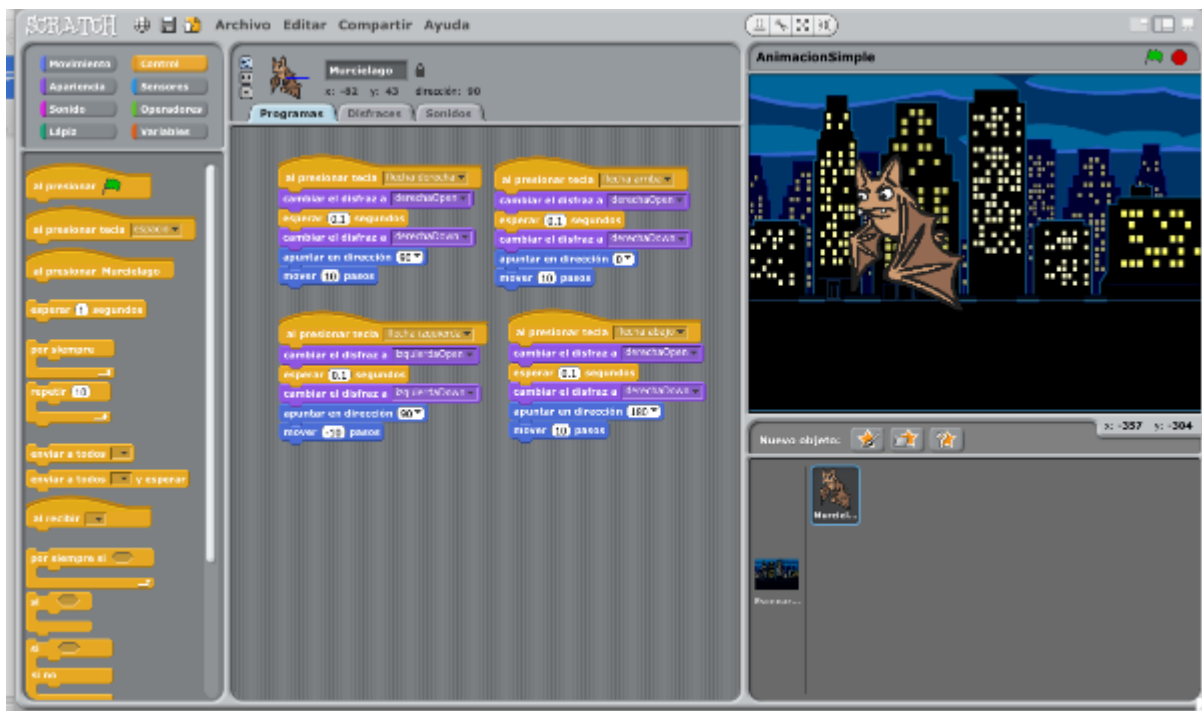 SCRATCH Archivo Editar Compartir Ayuda
Movimiento Control
Apariencia Sensores
Sonido Operadores
Lápiz Variables
al presionar
al presionar tecla espacio
al presionar Murcielago
esperar 1 segundos
por siempre
repetir 10
enviar a todos
enviar a todos y esperar
al recibir
por siempre si
si
si
si no
Murcielago
x: -82 y: 43 dirección: 90
Programas Disfraces Sonidos
al presionar tecla flecha derecha
cambiar el disfraz a derechaOpen
esperar 0.1 segundos
cambiar el disfraz a derechaDown
apuntar en dirección 90
mover 10 pasos
al presionar tecla flecha arriba
cambiar el disfraz a derechaOpen
esperar 0.1 segundos
cambiar el disfraz a derechaDown
apuntar en dirección 0
mover 10 pasos
al presionar tecla flecha izquierda
cambiar el disfraz a izquierdaOpen
esperar 0.1 segundos
cambiar el disfraz a izquierdaDown
apuntar en dirección 90
mover -10 pasos
al presionar tecla flecha abajo
cambiar el disfraz a derechaOpen
esperar 0.1 segundos
cambiar el disfraz a derechaDown
apuntar en dirección 180
mover 10 pasos
AnimacionSimple
x: -357 y: -304
Nuevo objeto:
Murciel...
Escenar...